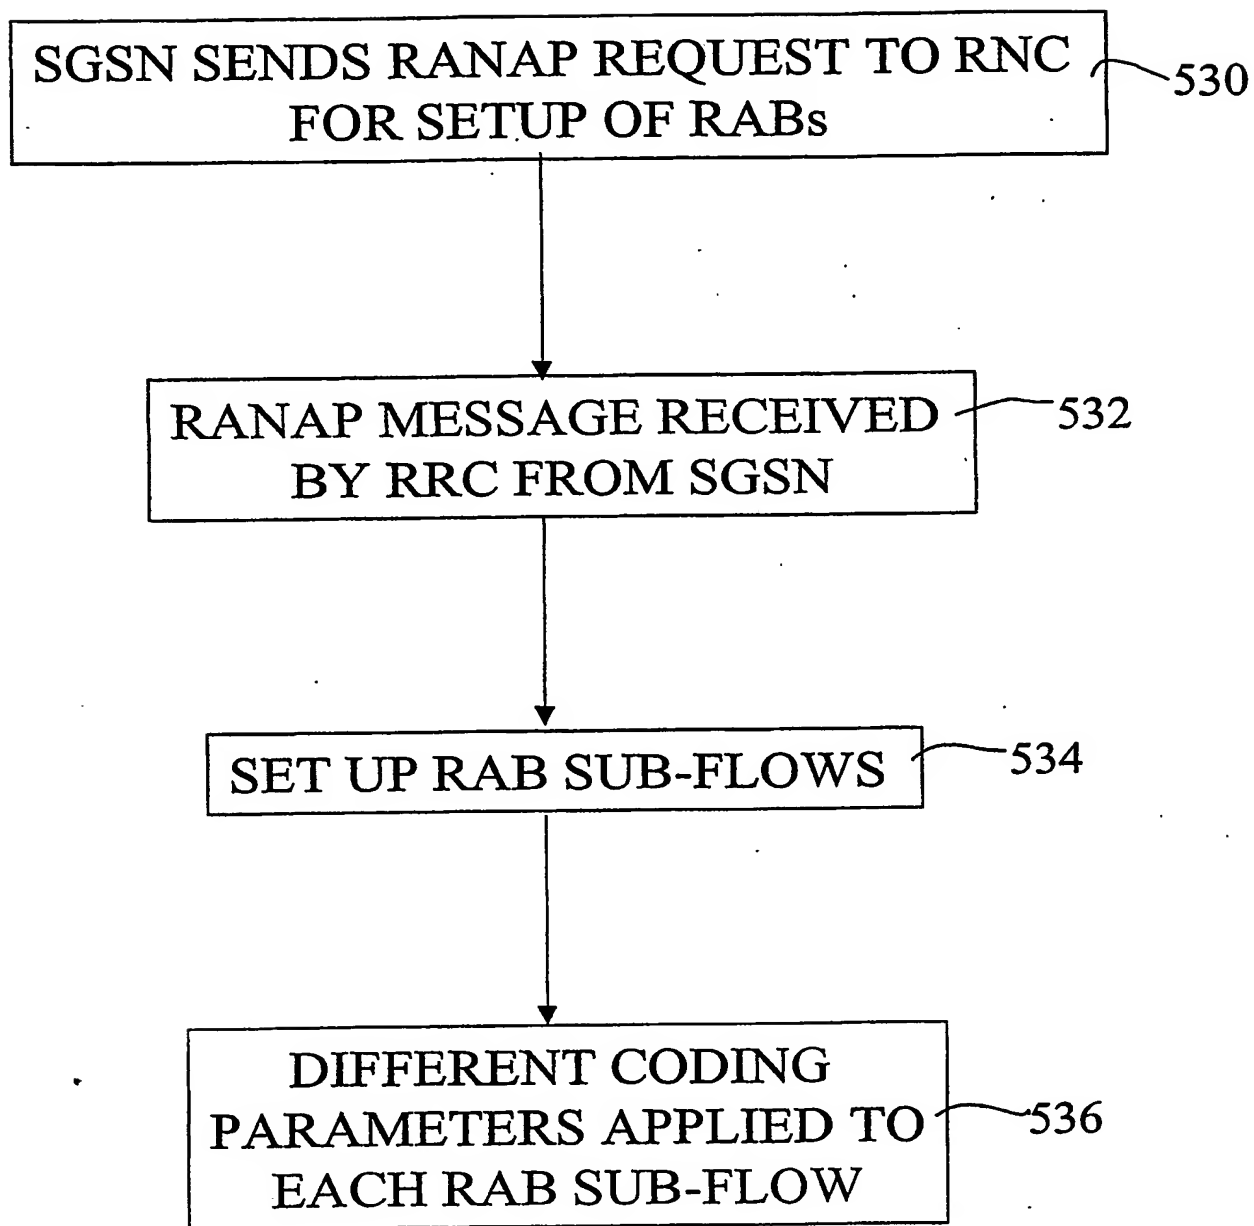 SGSN SENDS RANAP REQUEST TO RNC
FOR SETUP OF RABs
530
RANAP MESSAGE RECEIVED
BY RRC FROM SGSN
532
SET UP RAB SUB-FLOWS
534
DIFFERENT CODING
PARAMETERS APPLIED TO
EACH RAB SUB-FLOW
536